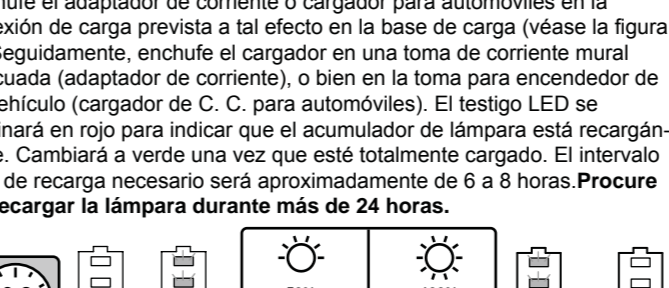 hufe el adaptador de corriente o cargador para automóviles en la
exión de carga prevista a tal efecto en la base de carga (véase la figura
Seguidamente, enchufe el cargador en una toma de corriente mural
cuada (adaptador de corriente), o bien en la toma para encendedor de
ehículo (cargador de C. C. para automóviles). El testigo LED se
inará en rojo para indicar que el acumulador de lámpara está recargán-
e. Cambiará a verde una vez que esté totalmente cargado. El intervalo
de recarga necesario será aproximadamente de 6 a 8 horas.Procure
ecargar la lámpara durante más de 24 horas.